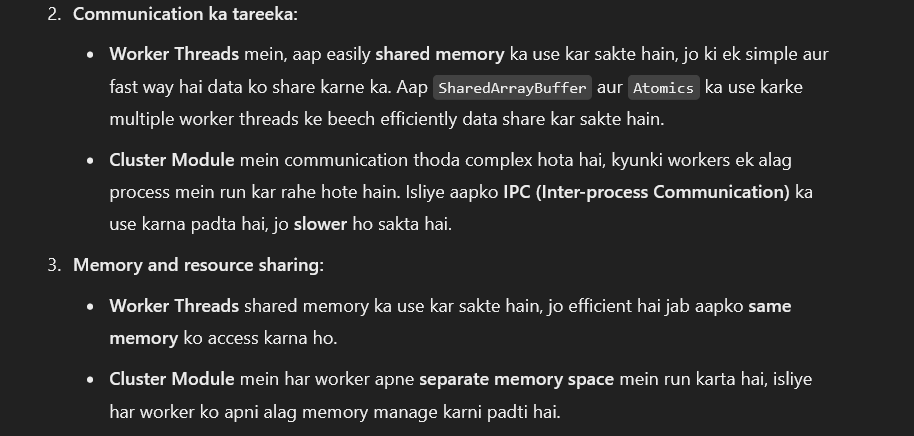 2. Communication ka tareeka:
• Worker Threads mein, aap easily shared memory ka use kar sakte hain, jo ki ek simple aur
fast way hai data ko share karne ka. Aap SharedArrayBuffer aur Atomics ka use karke
multiple worker threads ke beech efficiently data share kar sakte hain.
• Cluster Module mein communication thoda complex hota hai, kyunki workers ek alag
process mein run kar rahe hote hain. Isliye aapko IPC (Inter-process Communication) ka
use karna padta hai, jo slower ho sakta hai.
3. Memory and resource sharing:
• Worker Threads shared memory ka use kar sakte hain, jo efficient hai jab aapko same
memory ko access karna ho.
• Cluster Module mein har worker apne separate memory space mein run karta hai, isliye
har worker ko apni alag memory manage karni padti hai.